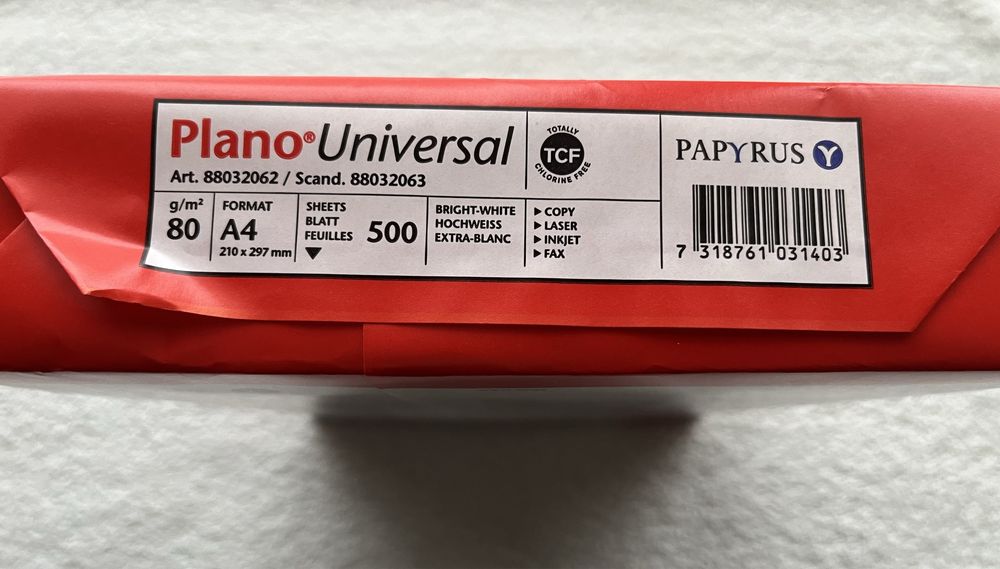 Plano® Universal
Art. 88032062 / Scand. 88032063
TOTALLY
TCF
CHLORINE FREE
PAPYRUS Y
g/m²
80
FORMAT
A4
210 x 297 mm
SHEETS
BLATT
FEUILLES
500
BRIGHT-WHITE
HOCHWEISS
EXTRA-BLANC
▶ COPY
▶ LASER
▶ INKJET
▶ FAX
7 318761 031403